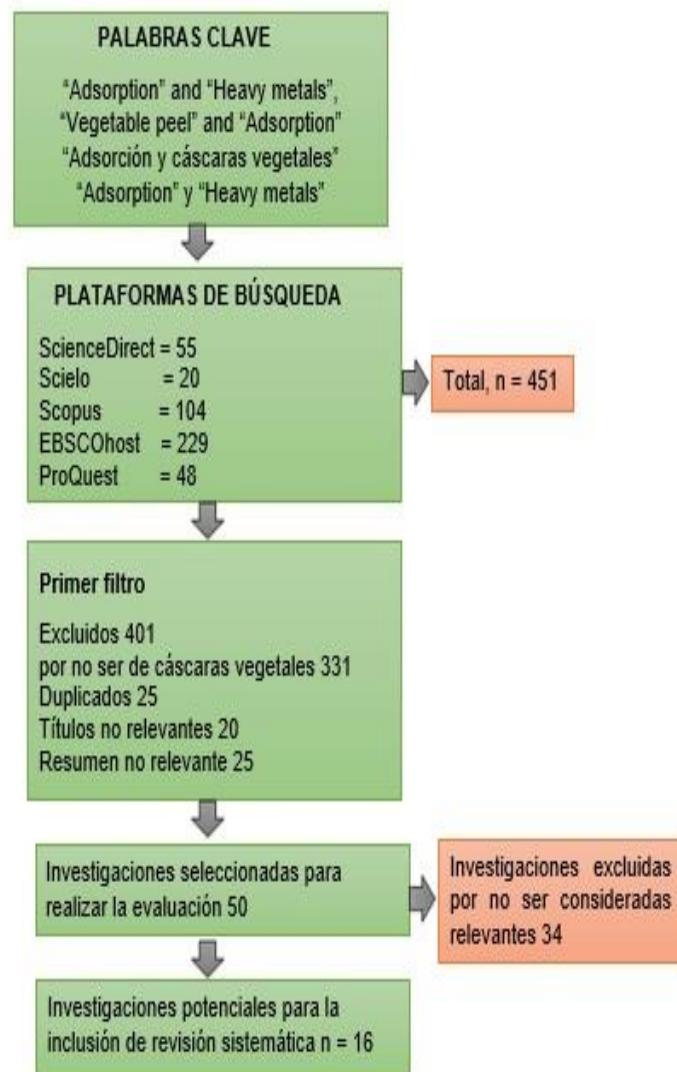 PALABRAS CLAVE
“Adsorption” and “Heavy metals”,
“Vegetable peel” and “Adsorption”
“Adsorción y cáscaras vegetales”
“Adsorption” y “Heavy metals”
PLATAFORMAS DE BÚSQUEDA
ScienceDirect = 55
Scielo = 20
Scopus = 104
EBSCOhost = 229
ProQuest = 48
Total, n = 451
Primer filtro
Excluidos 401
por no ser de cáscaras vegetales 331
Duplicados 25
Títulos no relevantes 20
Resumen no relevante 25
Investigaciones seleccionadas para
realizar la evaluación 50
Investigaciones excluidas
por no ser consideradas
relevantes 34
Investigaciones potenciales para la
inclusión de revisión sistemática n = 16